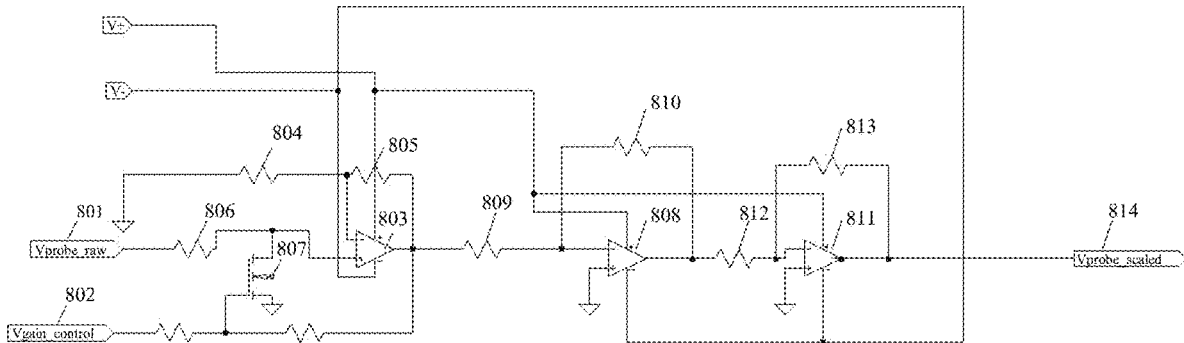 V+
V-
804
805
810
813
801
806
803
809
808
812
811
814
Vprobe_raw
807
Vprobe_scaled
802
Vgain_control